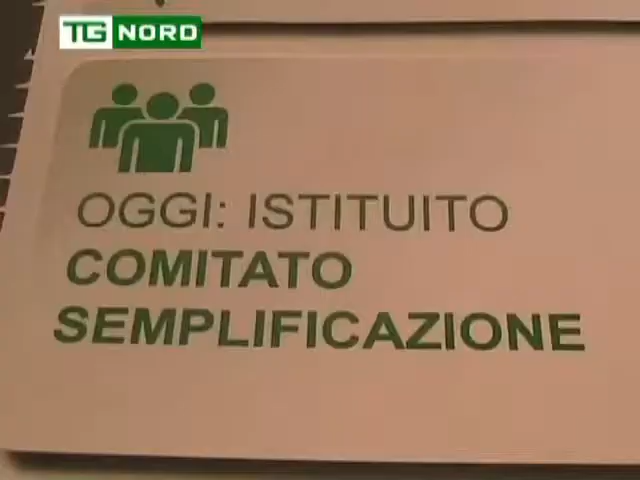 TG NORD
OGGI: ISTITUITO
COMITATO
SEMPLIFICAZIONE